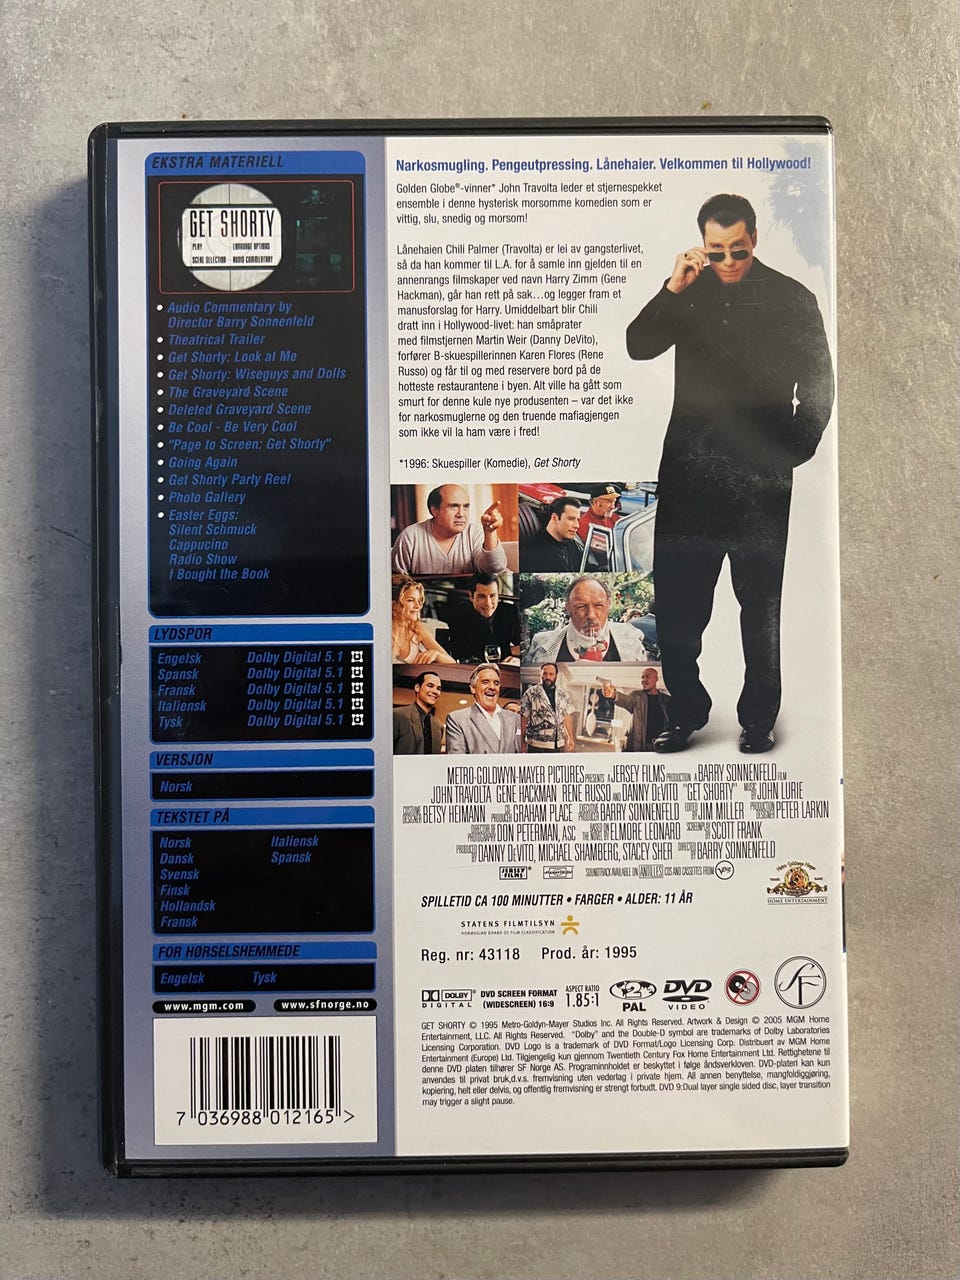 EKSTRA MATERIELL
GET SHORTY
PLAY
LANGUAGE OPTIONS
SCENE SELECTION
AUDIO COMMENTARY
• Audio Commentary by
Director Barry Sonnenfeld
• Theatrical Trailer
• Get Shorty: Look at Me
• Get Shorty: Wiseguys and Dolls
• The Graveyard Scene
• Deleted Graveyard Scene
• Be Cool - Be Very Cool
• "Page to Screen: Get Shorty"
• Going Again
• Get Shorty Party Reel
• Photo Gallery
• Easter Eggs:
Silent Schmuck
Cappucino
Radio Show
I Bought the Book
LYDSPOR
Engelsk Dolby Digital 5.1
Spansk Dolby Digital 5.1
Fransk Dolby Digital 5.1
Italiensk Dolby Digital 5.1
Tysk Dolby Digital 5.1
VERSJON
Norsk
TEKSTET PÅ
Norsk Italiensk
Dansk Spansk
Svensk
Finsk
Hollandsk
Fransk
FOR HØRSELSHEMMEDE
Engelsk Tysk
www.mgm.com www.sfnorge.no
7 036988 012165 >
Narkosmugling. Pengeutpressing. Lånehaier. Velkommen til Hollywood!
Golden Globe®-vinner* John Travolta leder et stjernespekket
ensemble i denne hysterisk morsomme komedien som er
vittig, slu, snedig og morsom!
Lånehaien Chili Palmer (Travolta) er lei av gangsterlivet,
så da han kommer til L.A. for å samle inn gjelden til en
annenrangs filmskaper ved navn Harry Zimm (Gene
Hackman), går han rett på sak...og legger fram et
manusforslag for Harry. Umiddelbart blir Chili
dratt inn i Hollywood-livet: han småprater
med filmstjernen Martin Weir (Danny DeVito),
forfører B-skuespillerinnen Karen Flores (Rene
Russo) og får til og med reservere bord på de
hotteste restaurantene i byen. Alt ville ha gått som
smurt for denne kule nye produsenten – var det ikke
for narkosmuglerne og den truende mafiagjengen
som ikke vil la ham være i fred!
*1996: Skuespiller (Komedie), Get Shorty
METRO-GOLDWYN-MAYER PICTURES PRESENTS A JERSEY FILMS PRODUCTION A BARRY SONNENFELD FILM
JOHN TRAVOLTA GENE HACKMAN RENE RUSSO AND DANNY DeVITO "GET SHORTY" MUSIC BY JOHN LURIE
COSTUME DESIGNER BETSY HEIMANN CO-PRODUCER GRAHAM PLACE EXECUTIVE PRODUCER BARRY SONNENFELD EDITED BY JIM MILLER PRODUCTION DESIGNER PETER LARKIN
DIRECTOR OF PHOTOGRAPHY DON PETERMAN, ASC BASED ON THE NOVEL BY ELMORE LEONARD SCREENPLAY BY SCOTT FRANK
PRODUCED BY DANNY DeVITO, MICHAEL SHAMBERG, STACEY SHER DIRECTED BY BARRY SONNENFELD
JERSEY FILMS SOUNDTRACK AVAILABLE ON ANTILLES CDS AND CASSETTES FROM Verve
Metro Goldwyn Mayer
TRADE MARK
HOME ENTERTAINMENT
SPILLETID CA 100 MINUTTER • FARGER • ALDER: 11 ÅR
STATENS FILMTILSYN
NORWEGIAN BOARD OF FILM CLASSIFICATION
Reg. nr: 43118 Prod. år: 1995
DOLBY DIGITAL
DVD SCREEN FORMAT (WIDESCREEN) 16:9
ASPECT RATIO 1.85:1
2 PAL
DVD VIDEO
SF
GET SHORTY © 1995 Metro-Goldyn-Mayer Studios Inc. All Rights Reserved. Artwork & Design © 2005 MGM Home
Entertainment, LLC. All Rights Reserved. "Dolby" and the Double-D symbol are trademarks of Dolby Laboratories
Licensing Corporation. DVD Logo is a trademark of DVD Format/Logo Licensing Corp. Distribuert av MGM Home
Entertainment (Europe) Ltd. Tilgjengelig kun gjennom Twentieth Century Fox Home Entertainment Ltd. Rettighetene til
denne DVD platen tilhører SF Norge AS. Programinnholdet er beskyttet i følge åndsverkloven. DVD-platen kan kun
anvendes til privat bruk,d.v.s. fremvisning uten vederlag i private hjem. All annen benyttelse, mangfoldiggjøring,
kopiering, helt eller delvis, og offentlig fremvisning er strengt forbudt. DVD 9:Dual layer single sided disc, layer transition
may trigger a slight pause.